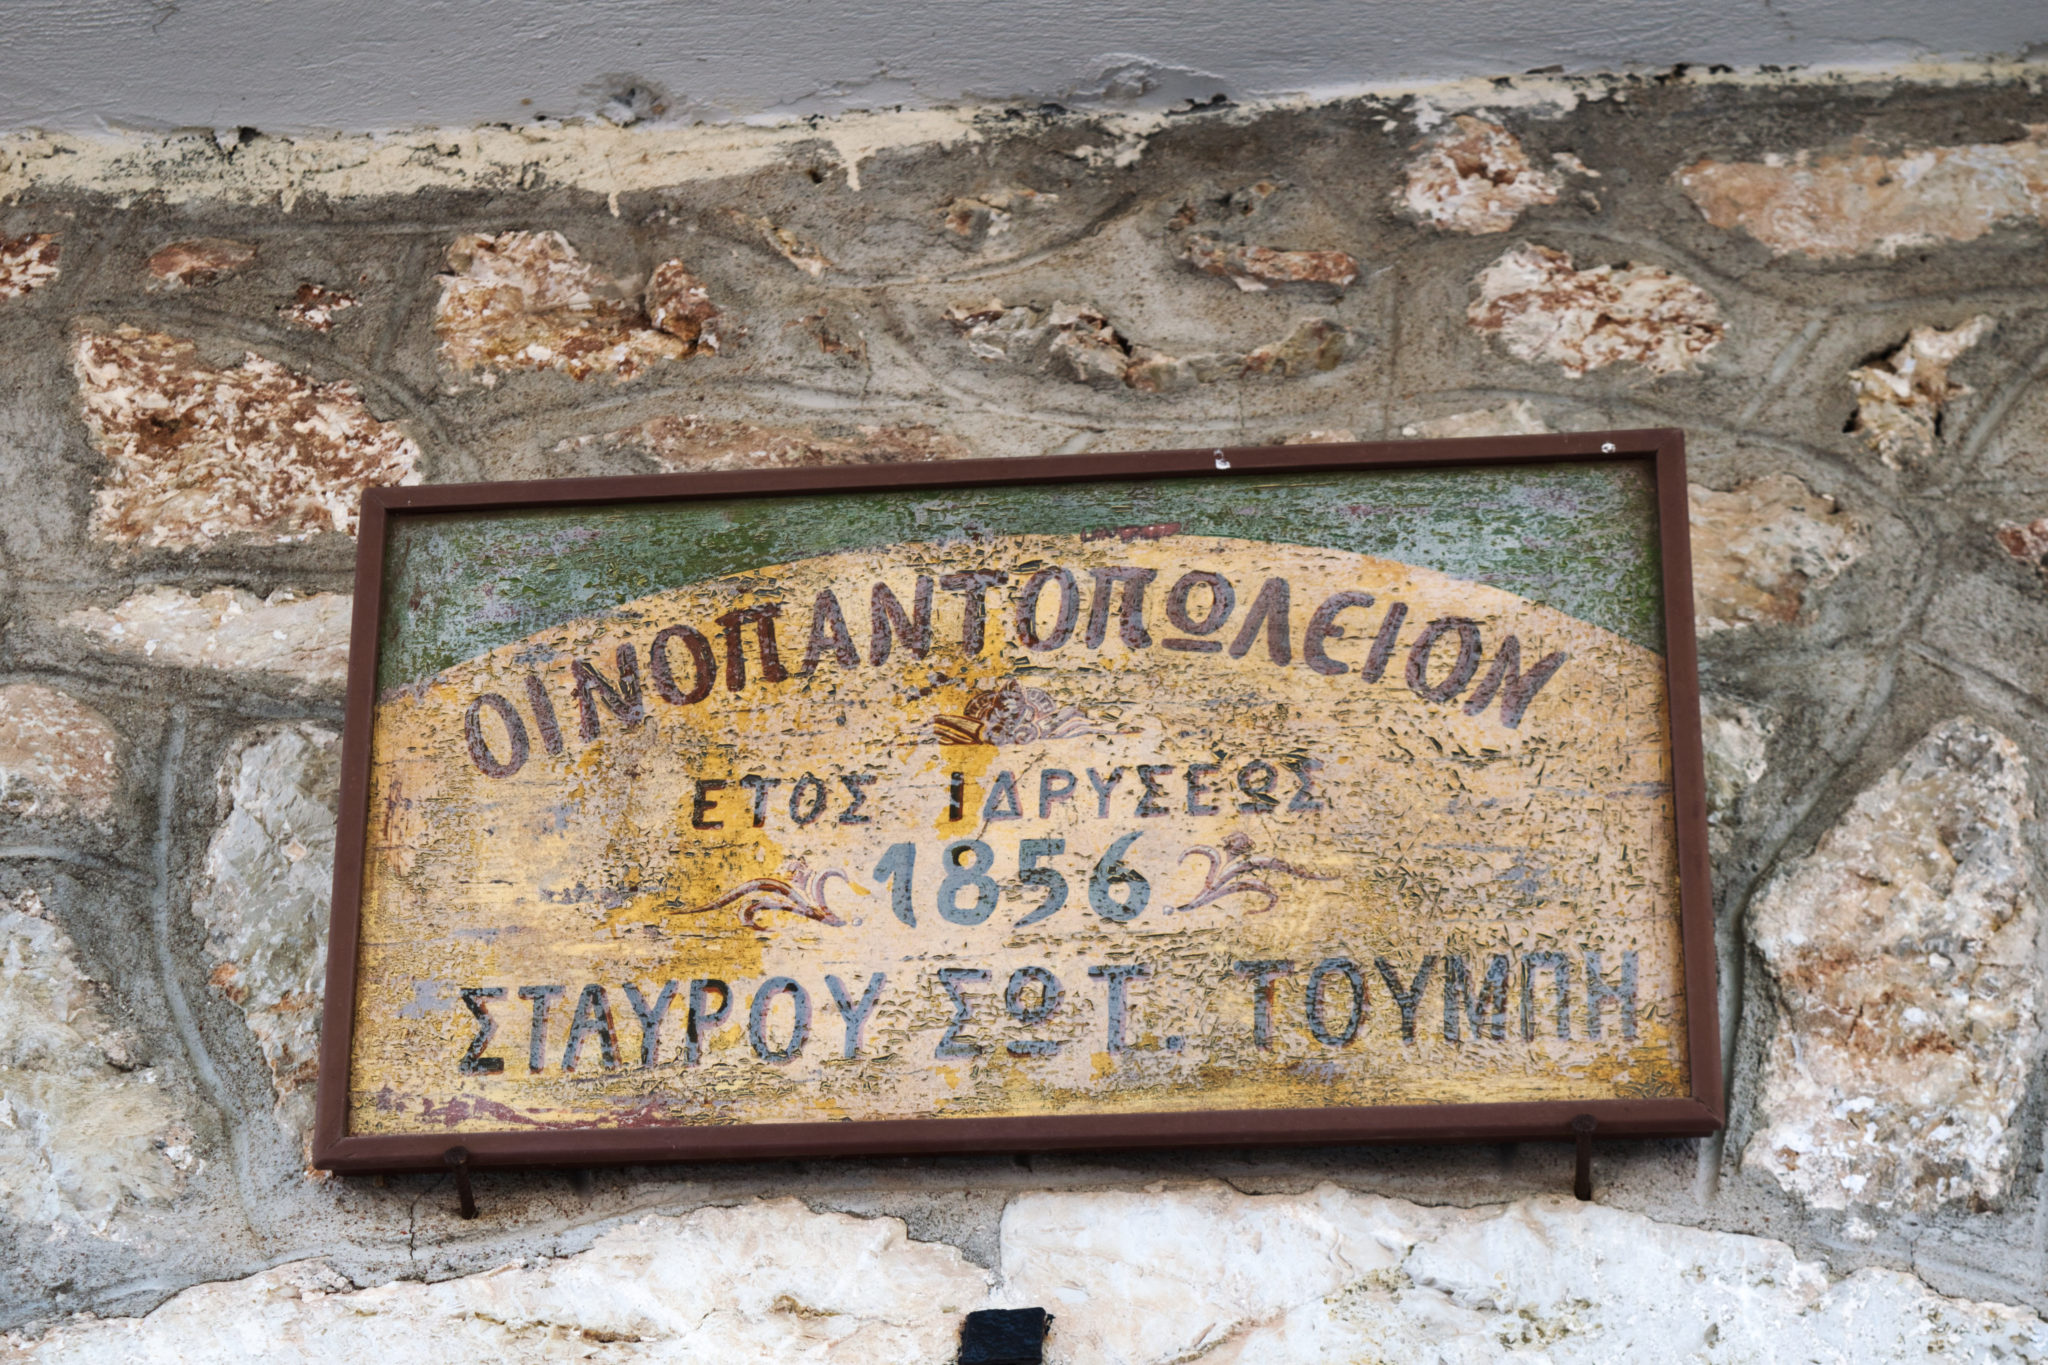 ΟΙΝΟΠΑΝΤΟΠΩΛΕΙΟΝ
ΕΤΟΣ ΙΔΡΥΣΕΩΣ
1856
ΣΤΑΥΡΟΥ ΣΩΤ. ΤΟΥΜΠΗ